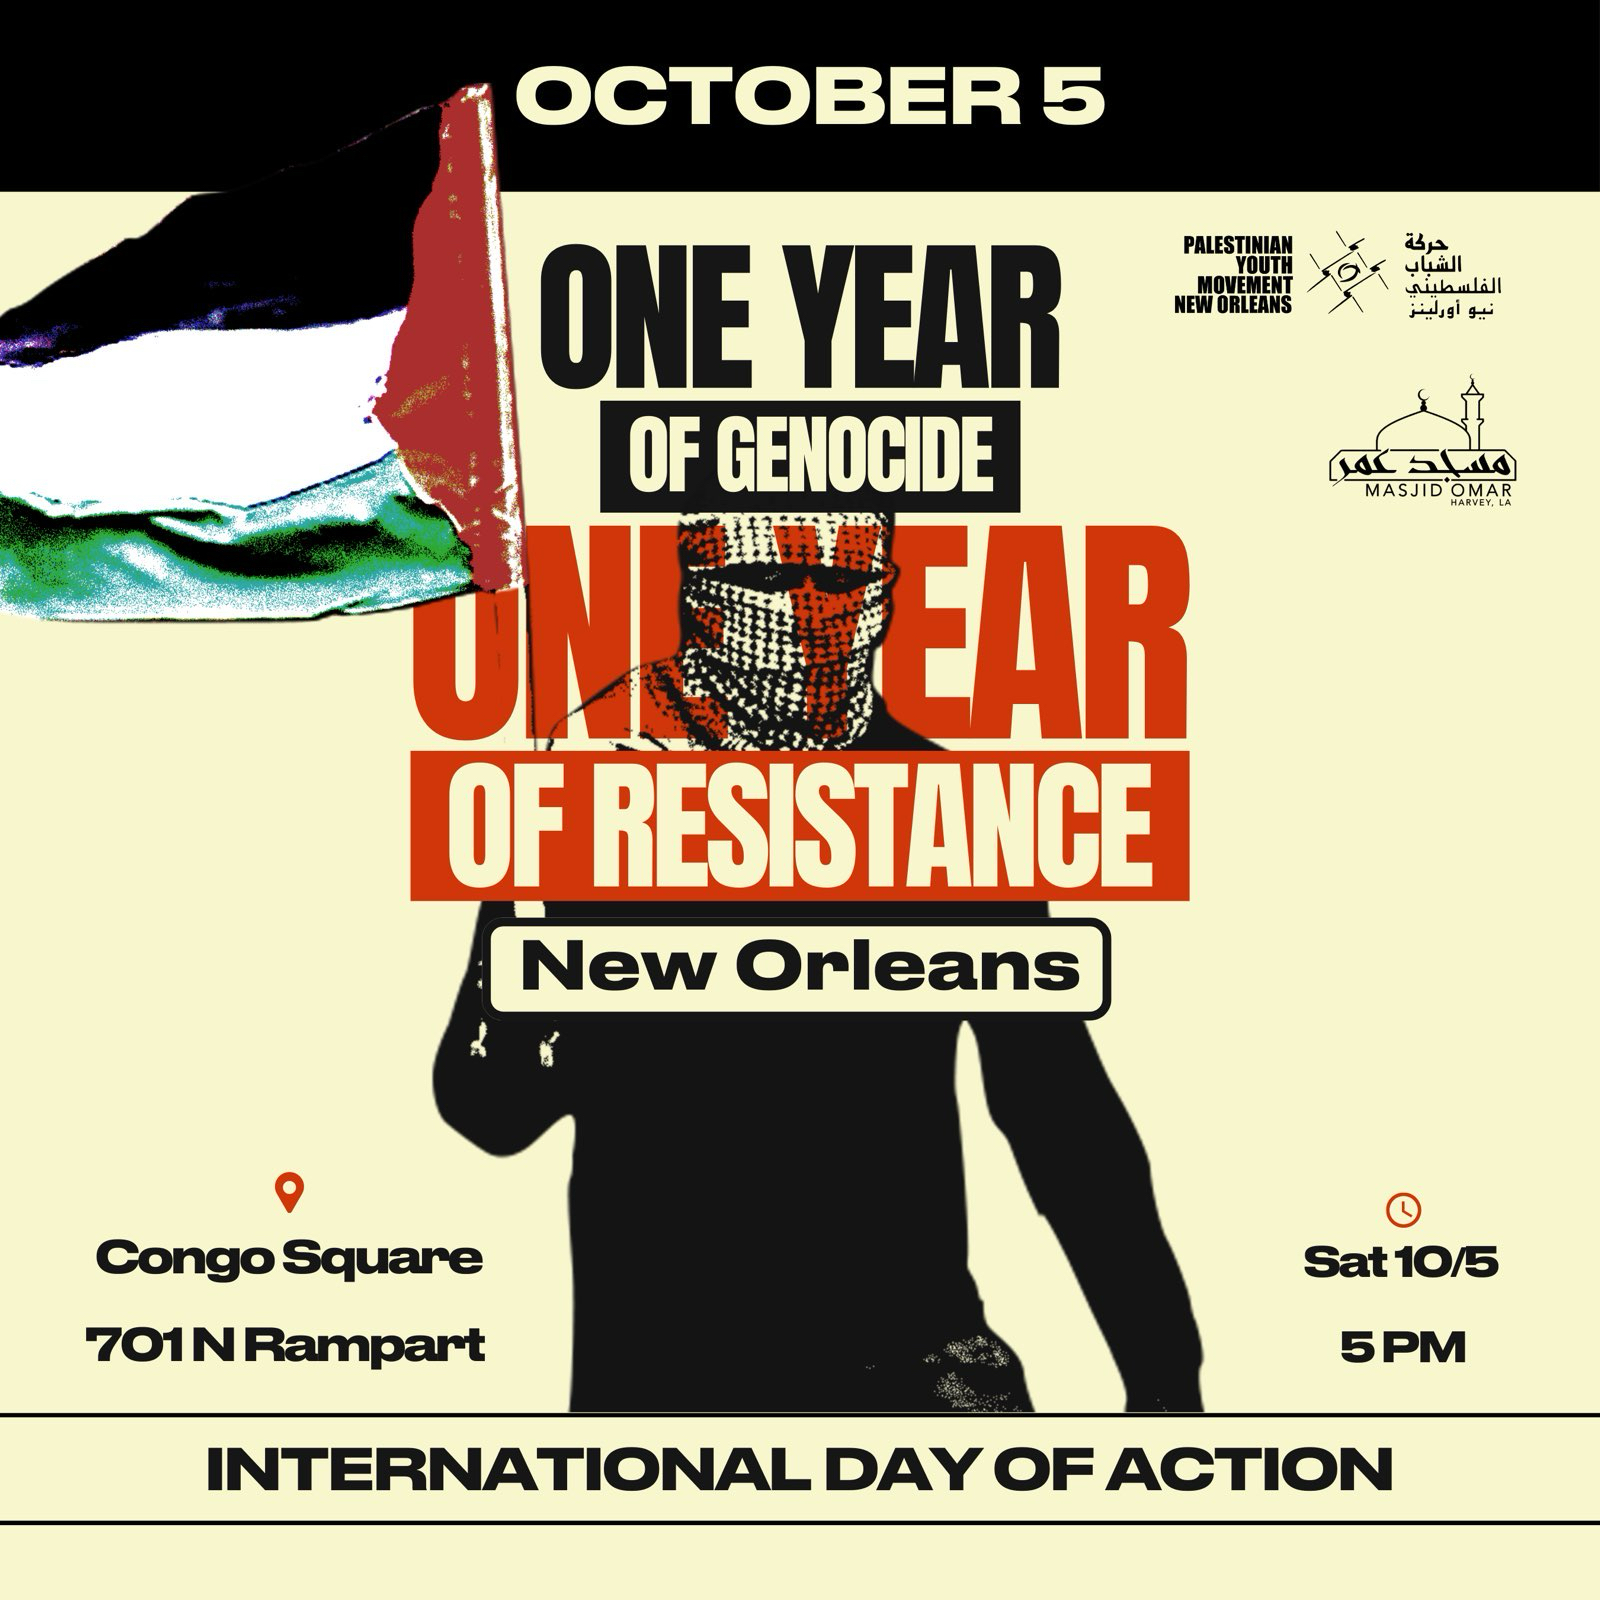 OCTOBER 5
ONE YEAR
OF GENOCIDE
ONE YEAR
OF RESISTANCE
New Orleans
PALESTINIAN
YOUTH
MOVEMENT
NEW ORLEANS
حركة
الشباب
الفلسطيني
نيو أورلينز
مسجد عمر
MASJID OMAR
HARVEY, LA
Congo Square
701 N Rampart
Sat 10/5
5 PM
INTERNATIONAL DAY OF ACTION